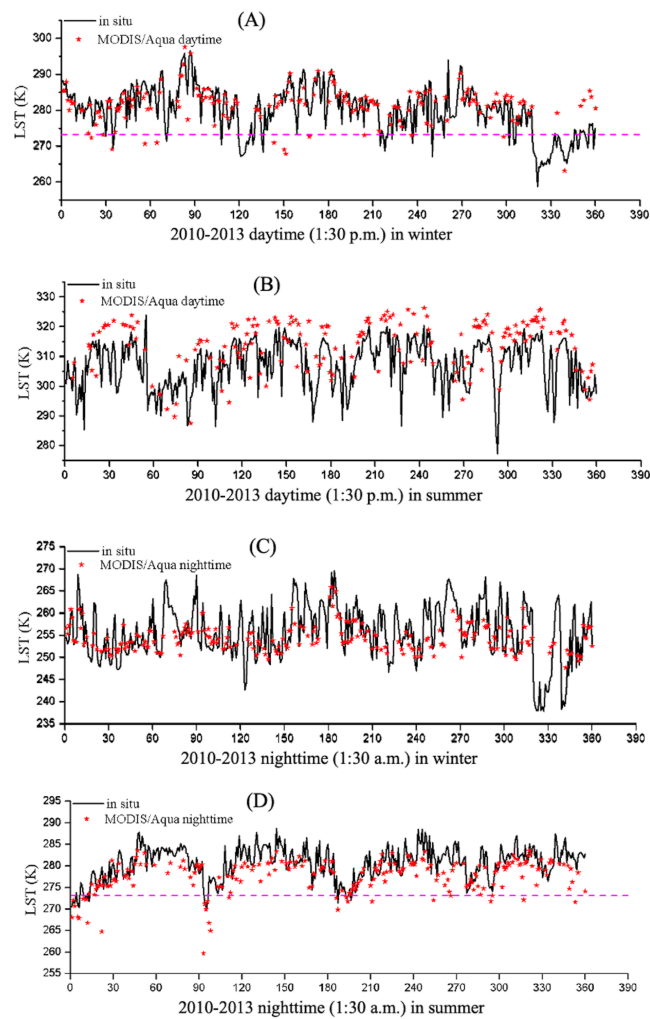 (A)
in situ
MODIS/Aqua daytime
300
290
280
270
260
LST (K)
0 30 60 90 120 150 180 210 240 270 300 330 360 390
2010-2013 daytime (1:30 p.m.) in winter
(B)
in situ
MODIS/Aqua daytime
330
320
310
300
290
280
275
LST (K)
0 30 60 90 120 150 180 210 240 270 300 330 360 390
2010-2013 daytime (1:30 p.m.) in summer
(C)
in situ
MODIS/Aqua nighttime
275
270
265
260
255
250
245
240
235
LST (K)
0 30 60 90 120 150 180 210 240 270 300 330 360 390
2010-2013 nighttime (1:30 a.m.) in winter
(D)
in situ
MODIS/Aqua nighttime
295
290
285
280
275
270
265
260
255
LST (K)
0 30 60 90 120 150 180 210 240 270 300 330 360 390
2010-2013 nighttime (1:30 a.m.) in summer